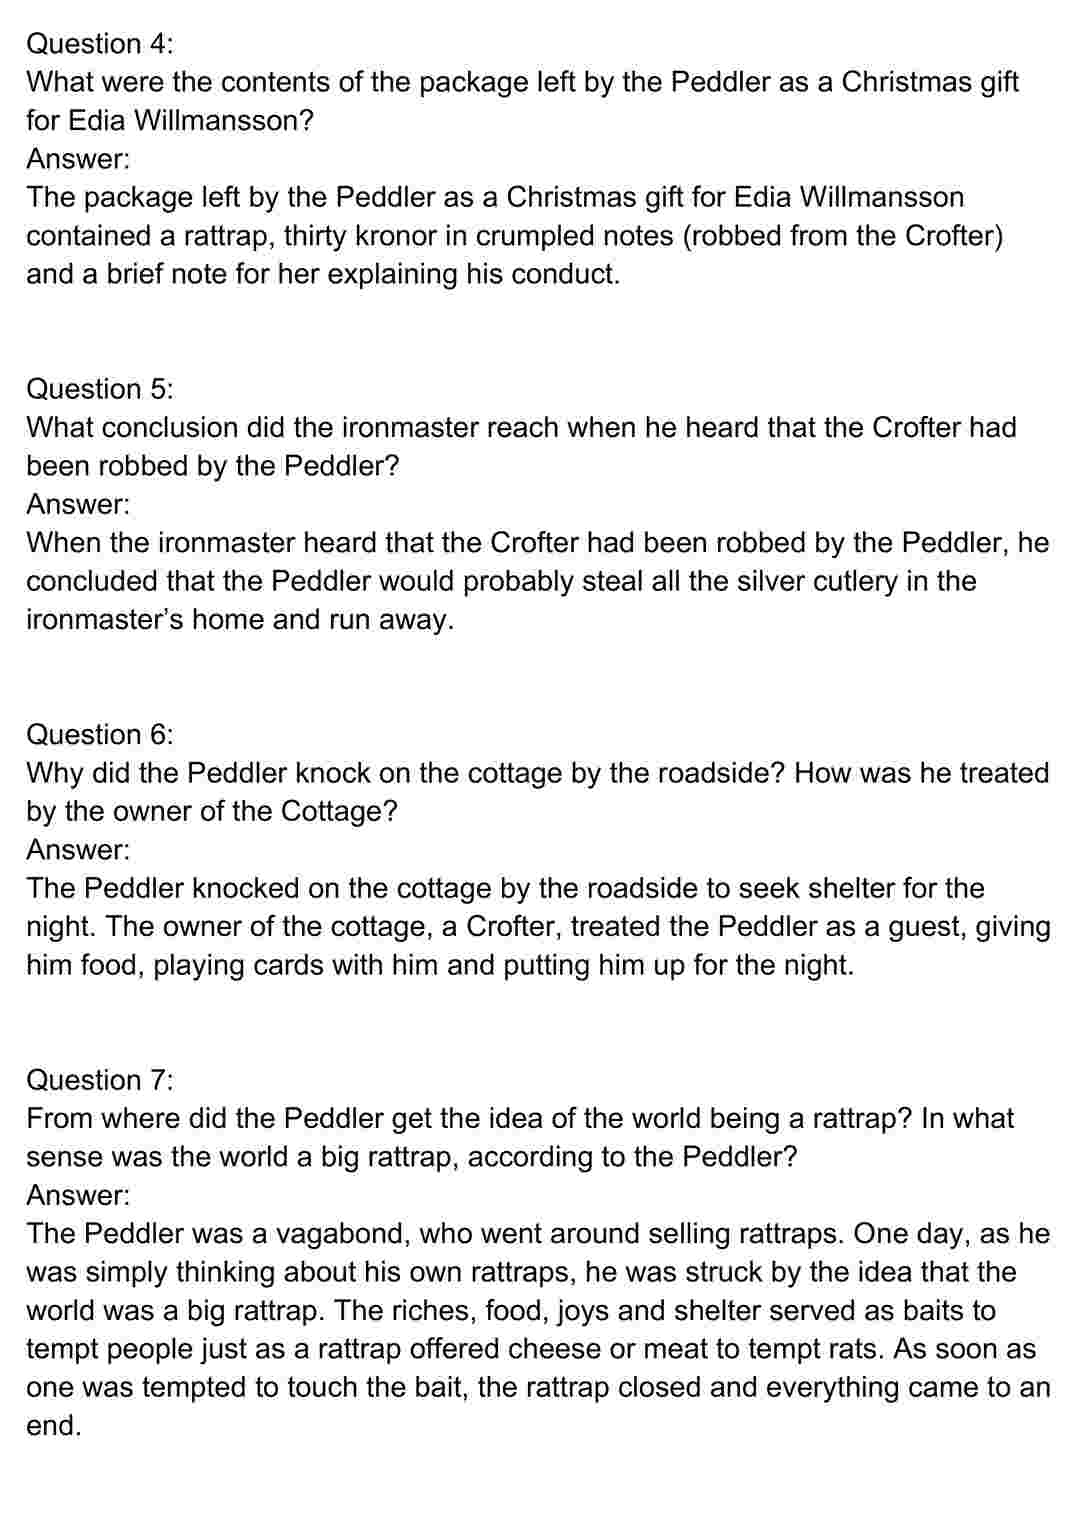 Question 4:
What were the contents of the package left by the Peddler as a Christmas gift
for Edia Willmansson?
Answer:
The package left by the Peddler as a Christmas gift for Edia Willmansson
contained a rattrap, thirty kronor in crumpled notes (robbed from the Crofter)
and a brief note for her explaining his conduct.
Question 5:
What conclusion did the ironmaster reach when he heard that the Crofter had
been robbed by the Peddler?
Answer:
When the ironmaster heard that the Crofter had been robbed by the Peddler, he
concluded that the Peddler would probably steal all the silver cutlery in the
ironmaster’s home and run away.
Question 6:
Why did the Peddler knock on the cottage by the roadside? How was he treated
by the owner of the Cottage?
Answer:
The Peddler knocked on the cottage by the roadside to seek shelter for the
night. The owner of the cottage, a Crofter, treated the Peddler as a guest, giving
him food, playing cards with him and putting him up for the night.
Question 7:
From where did the Peddler get the idea of the world being a rattrap? In what
sense was the world a big rattrap, according to the Peddler?
Answer:
The Peddler was a vagabond, who went around selling rattraps. One day, as he
was simply thinking about his own rattraps, he was struck by the idea that the
world was a big rattrap. The riches, food, joys and shelter served as baits to
tempt people just as a rattrap offered cheese or meat to tempt rats. As soon as
one was tempted to touch the bait, the rattrap closed and everything came to an
end.